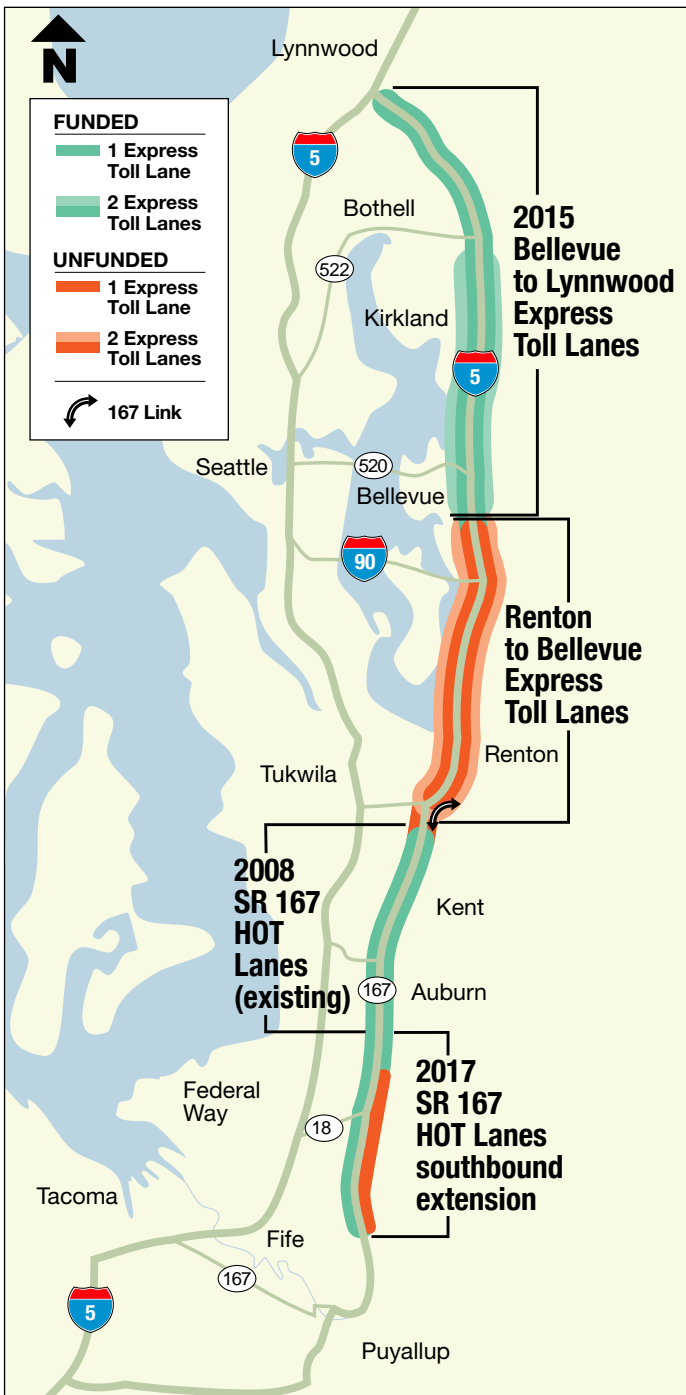 N
Lynnwood
FUNDED
1 Express
Toll Lane
2 Express
Toll Lanes
UNFUNDED
1 Express
Toll Lane
2 Express
Toll Lanes
167 Link
5
Bothell
522
Kirkland
5
2015
Bellevue
to Lynnwood
Express
Toll Lanes
Seattle
520
Bellevue
90
Renton
to Bellevue
Express
Toll Lanes
Renton
Tukwila
2008
SR 167
HOT
Lanes
(existing)
Kent
167
Auburn
2017
SR 167
HOT Lanes
southbound
extension
Federal
Way
18
Tacoma
Fife
167
5
Puyallup